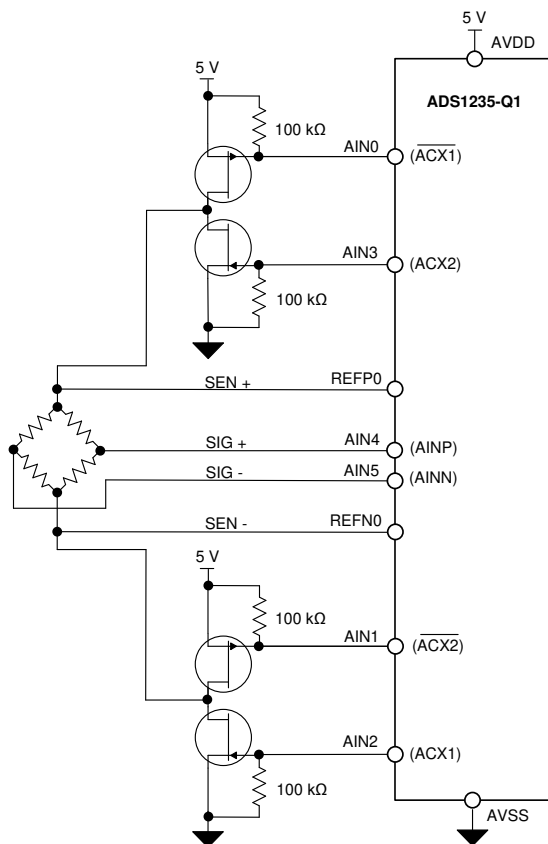 5 V
AVDD
5 V
ADS1235-Q1
100 kΩ
AIN0
(ACX1)
AIN3
(ACX2)
100 kΩ
SEN +
REFP0
SIG +
AIN4
(AINP)
SIG -
AIN5
(AINN)
SEN -
REFN0
5 V
100 kΩ
AIN1
(ACX2)
AIN2
(ACX1)
100 kΩ
AVSS